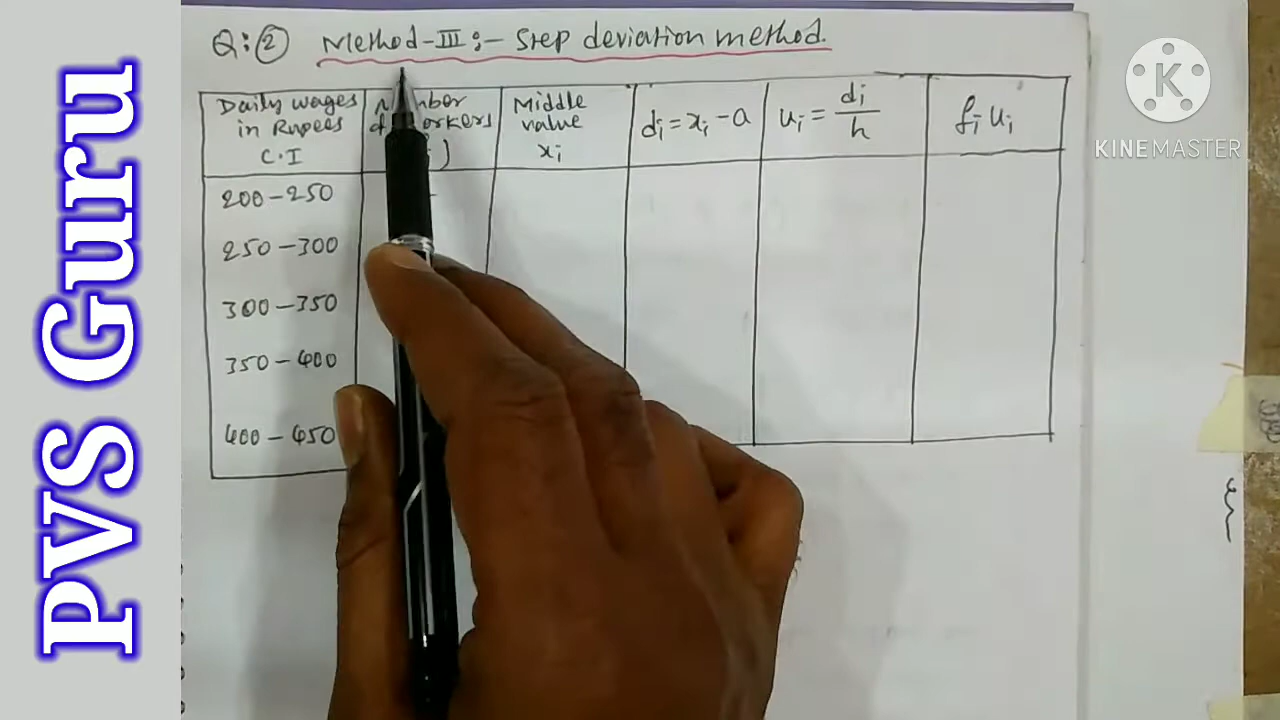 PVS Guru
Q:② Method-III:- Step deviation method.
Daily wages in Rupees C.I
Middle value xi
di = xi - a
ui = di/h
fi ui
200-250
250-300
300-350
350-400
400-450
KINEMASTER